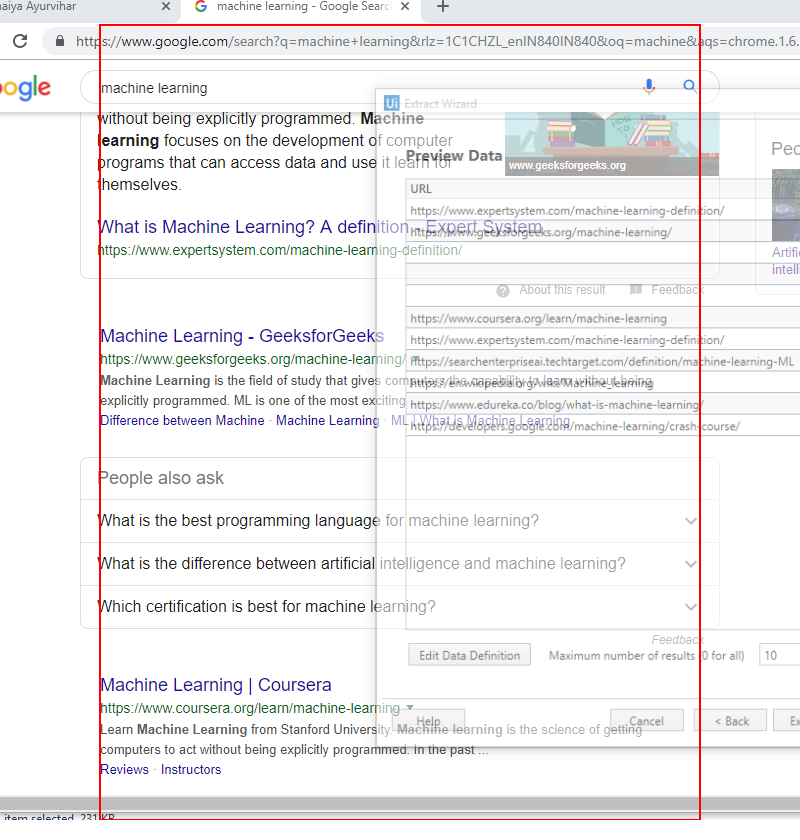 naiya Ayurvihar
machine learning - Google Sear
https://www.google.com/search?q=machine+learning&rlz=1C1CHZL_enIN840IN840&oq=machine&aqs=chrome.1.6.
ogle
machine learning
without being explicitly programmed. Machine
learning focuses on the development of computer
programs that can access data and use it learn for
themselves.
What is Machine Learning? A definition - Expert System
https://www.expertsystem.com/machine-learning-definition/
About this result
Feedback
Machine Learning - GeeksforGeeks
https://www.geeksforgeeks.org/machine-learning/
Machine Learning is the field of study that gives computers the capability to learn without being
explicitly programmed. ML is one of the most exciting
Difference between Machine · Machine Learning · ML | What is Machine Learning
People also ask
What is the best programming language for machine learning?
What is the difference between artificial intelligence and machine learning?
Which certification is best for machine learning?
Feedback
Machine Learning | Coursera
https://www.coursera.org/learn/machine-learning
Learn Machine Learning from Stanford University. Machine learning is the science of getting
computers to act without being explicitly programmed. In the past ...
Reviews · Instructors
item selected 231 KB
HOW TO
www.geeksforgeeks.org
Peo
Artifi
intell
Ui Extract Wizard
Preview Data
URL
https://www.expertsystem.com/machine-learning-definition/
https://www.geeksforgeeks.org/machine-learning/
https://www.coursera.org/learn/machine-learning
https://www.expertsystem.com/machine-learning-definition/
https://searchenterpriseai.techtarget.com/definition/machine-learning-ML
https://en.wikipedia.org/wiki/Machine_learning
https://www.edureka.co/blog/what-is-machine-learning/
https://developers.google.com/machine-learning/crash-course/
Edit Data Definition
Maximum number of results (0 for all)
10
Help
Cancel
< Back
Ex